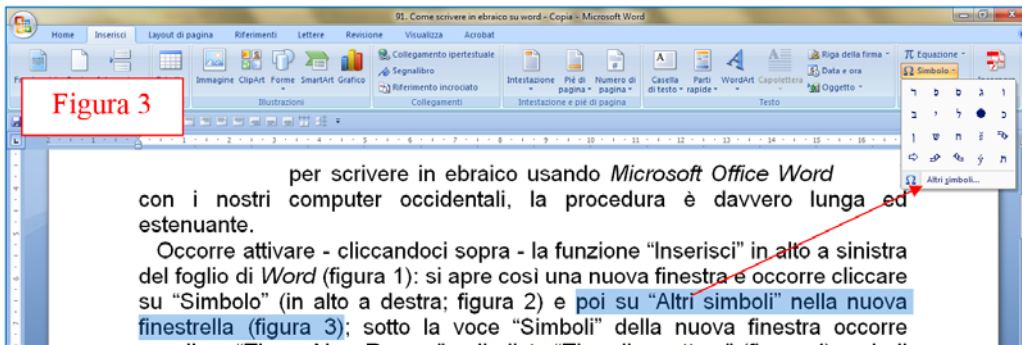 91. Come scrivere in ebraico su word - Copia - Microsoft Word
Home Inserisci Layout di pagina Riferimenti Lettere Revisione Visualizza Acrobat
Immagine ClipArt Forme SmartArt Grafico
Collegamento ipertestuale
Segnalibro
Riferimento incrociato
Intestazione Piè di pagina Numero di pagina
Casella di testo Parti rapide WordArt Capolettera
Riga della firma
Data e ora
Oggetto
Equazione
Simbolo
Illustrazioni Collegamenti Intestazione e piè di pagina Testo
Figura 3
Altri simboli...
per scrivere in ebraico usando Microsoft Office Word
con i nostri computer occidentali, la procedura è davvero lunga ed
estenuante.
Occorre attivare - cliccandoci sopra - la funzione “Inserisci” in alto a sinistra
del foglio di Word (figura 1): si apre così una nuova finestra e occorre cliccare
su “Simbolo” (in alto a destra; figura 2) e poi su “Altri simboli” nella nuova
finestrella (figura 3); sotto la voce “Simboli” della nuova finestra occorre